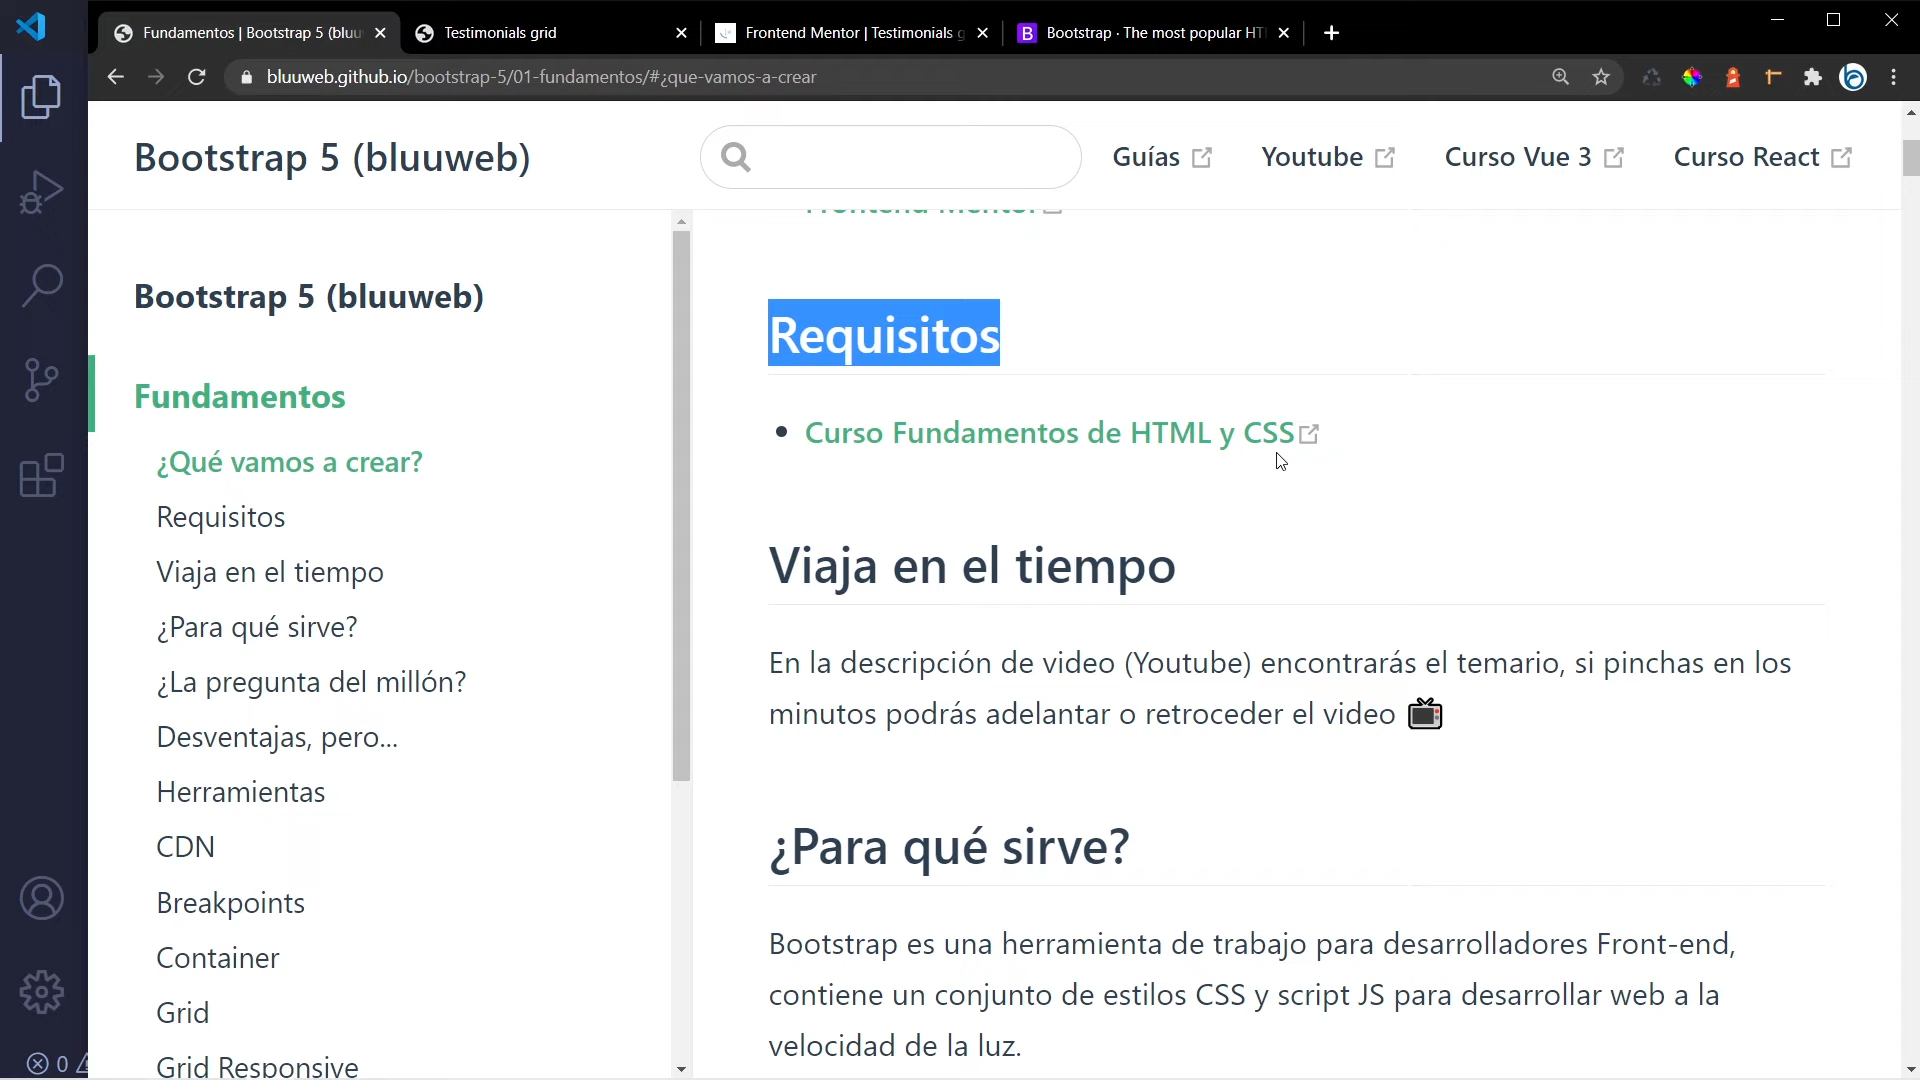 Fundamentos | Bootstrap 5 (bluu
Testimonials grid
Frontend Mentor | Testimonials g
Bootstrap · The most popular HT
bluuweb.github.io/bootstrap-5/01-fundamentos/#¿que-vamos-a-crear
Bootstrap 5 (bluuweb)
Guías
Youtube
Curso Vue 3
Curso React
Bootstrap 5 (bluuweb)
Fundamentos
¿Qué vamos a crear?
Requisitos
Viaja en el tiempo
¿Para qué sirve?
¿La pregunta del millón?
Desventajas, pero...
Herramientas
CDN
Breakpoints
Container
Grid
Grid Responsive
Frontend Mentor
Requisitos
Curso Fundamentos de HTML y CSS
Viaja en el tiempo
En la descripción de video (Youtube) encontrarás el temario, si pinchas en los
minutos podrás adelantar o retroceder el video
¿Para qué sirve?
Bootstrap es una herramienta de trabajo para desarrolladores Front-end,
contiene un conjunto de estilos CSS y script JS para desarrollar web a la
velocidad de la luz.
0